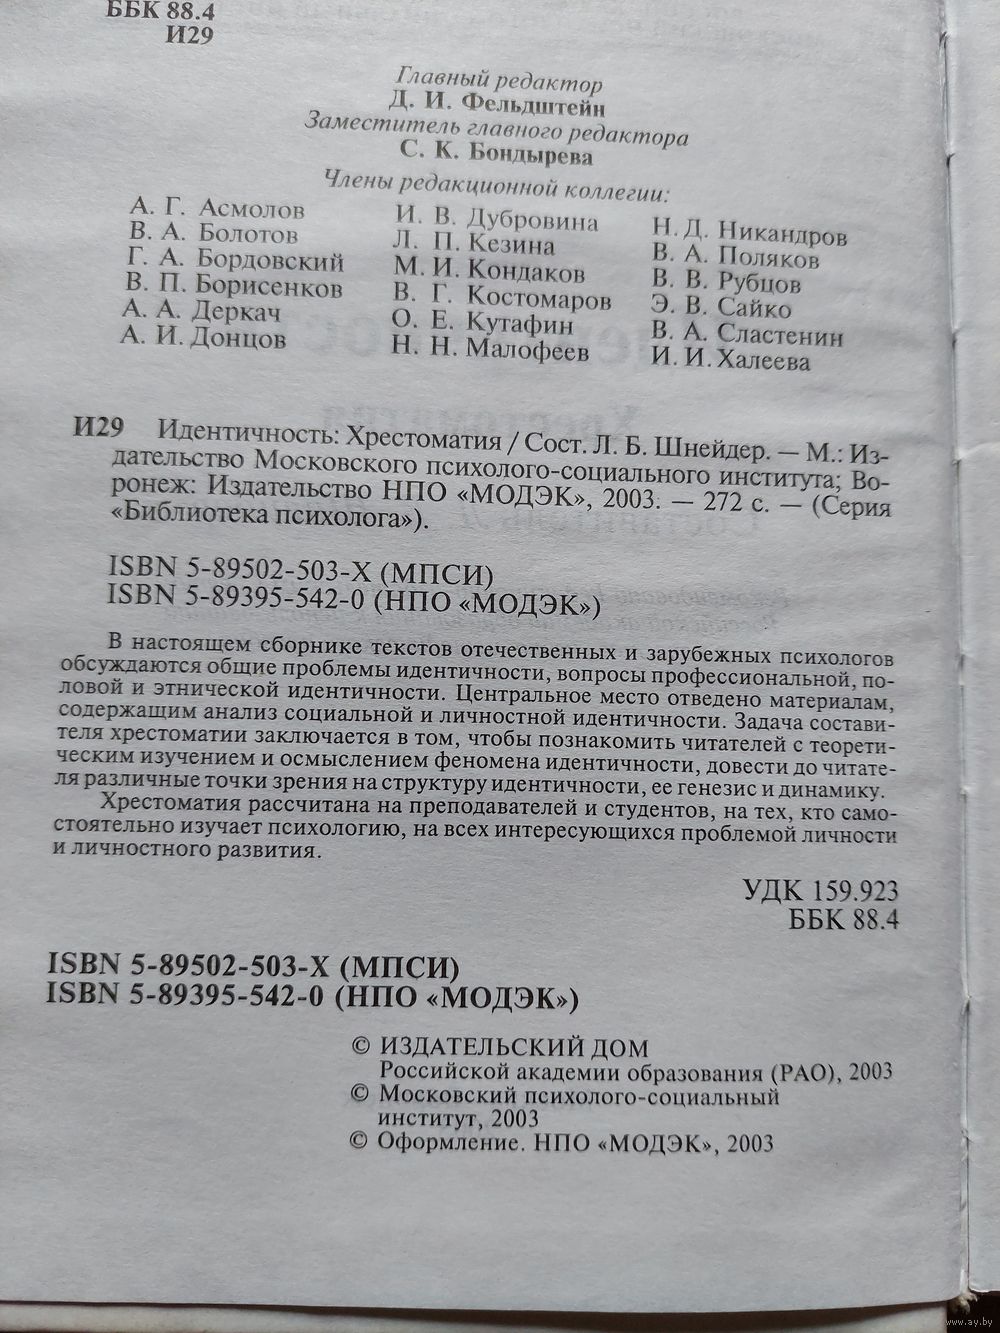 ББК 88.4
И29
Главный редактор
Д. И. Фельдштейн
Заместитель главного редактора
С. К. Бондырева
Члены редакционной коллегии:
А. Г. Асмолов
В. А. Болотов
Г. А. Бордовский
В. П. Борисенков
А. А. Деркач
А. И. Донцов
И. В. Дубровина
Л. П. Кезина
М. И. Кондаков
В. Г. Костомаров
О. Е. Кутафин
Н. Н. Малофеев
Н. Д. Никандров
В. А. Поляков
В. В. Рубцов
Э. В. Сайко
В. А. Сластенин
И. И. Халеева
И29 Идентичность: Хрестоматия / Сост. Л. Б. Шнейдер. — М.: Из-
дательство Московского психолого-социального института; Во-
ронеж: Издательство НПО «МОДЭК», 2003. — 272 с. — (Серия
«Библиотека психолога»).
ISBN 5-89502-503-X (МПСИ)
ISBN 5-89395-542-0 (НПО «МОДЭК»)
В настоящем сборнике текстов отечественных и зарубежных психологов
обсуждаются общие проблемы идентичности, вопросы профессиональной, по-
ловой и этнической идентичности. Центральное место отведено материалам,
содержащим анализ социальной и личностной идентичности. Задача состави-
теля хрестоматии заключается в том, чтобы познакомить читателей с теорети-
ческим изучением и осмыслением феномена идентичности, довести до читате-
ля различные точки зрения на структуру идентичности, ее генезис и динамику.
Хрестоматия рассчитана на преподавателей и студентов, на тех, кто само-
стоятельно изучает психологию, на всех интересующихся проблемой личности
и личностного развития.
УДК 159.923
ББК 88.4
ISBN 5-89502-503-X (МПСИ)
ISBN 5-89395-542-0 (НПО «МОДЭК»)
© ИЗДАТЕЛЬСКИЙ ДОМ
Российской академии образования (РАО), 2003
© Московский психолого-социальный
институт, 2003
© Оформление. НПО «МОДЭК», 2003
www.ay.by